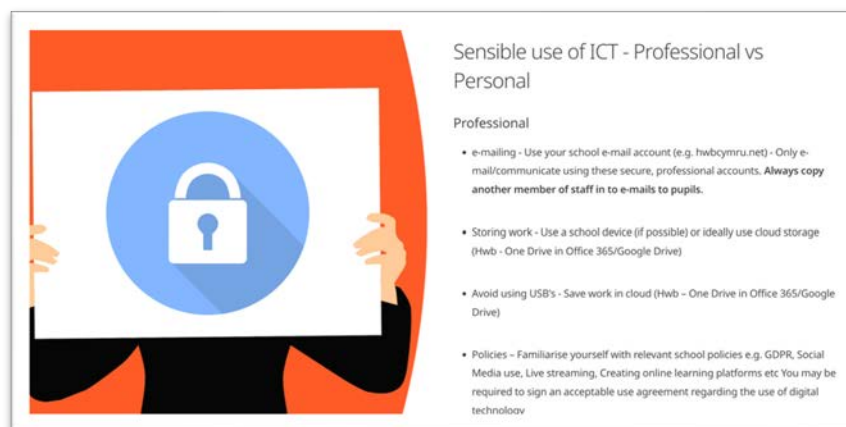 Sensible use of ICT - Professional vs
Personal
Professional
• e-mailing - Use your school e-mail account (e.g. hwbcymru.net) - Only e-
mail/communicate using these secure, professional accounts. Always copy
another member of staff in to e-mails to pupils.
• Storing work - Use a school device (if possible) or ideally use cloud storage
(Hwb - One Drive in Office 365/Google Drive)
• Avoid using USB's - Save work in cloud (Hwb – One Drive in Office 365/Google
Drive)
• Policies – Familiarise yourself with relevant school policies e.g. GDPR, Social
Media use, Live streaming, Creating online learning platforms etc You may be
required to sign an acceptable use agreement regarding the use of digital
technology